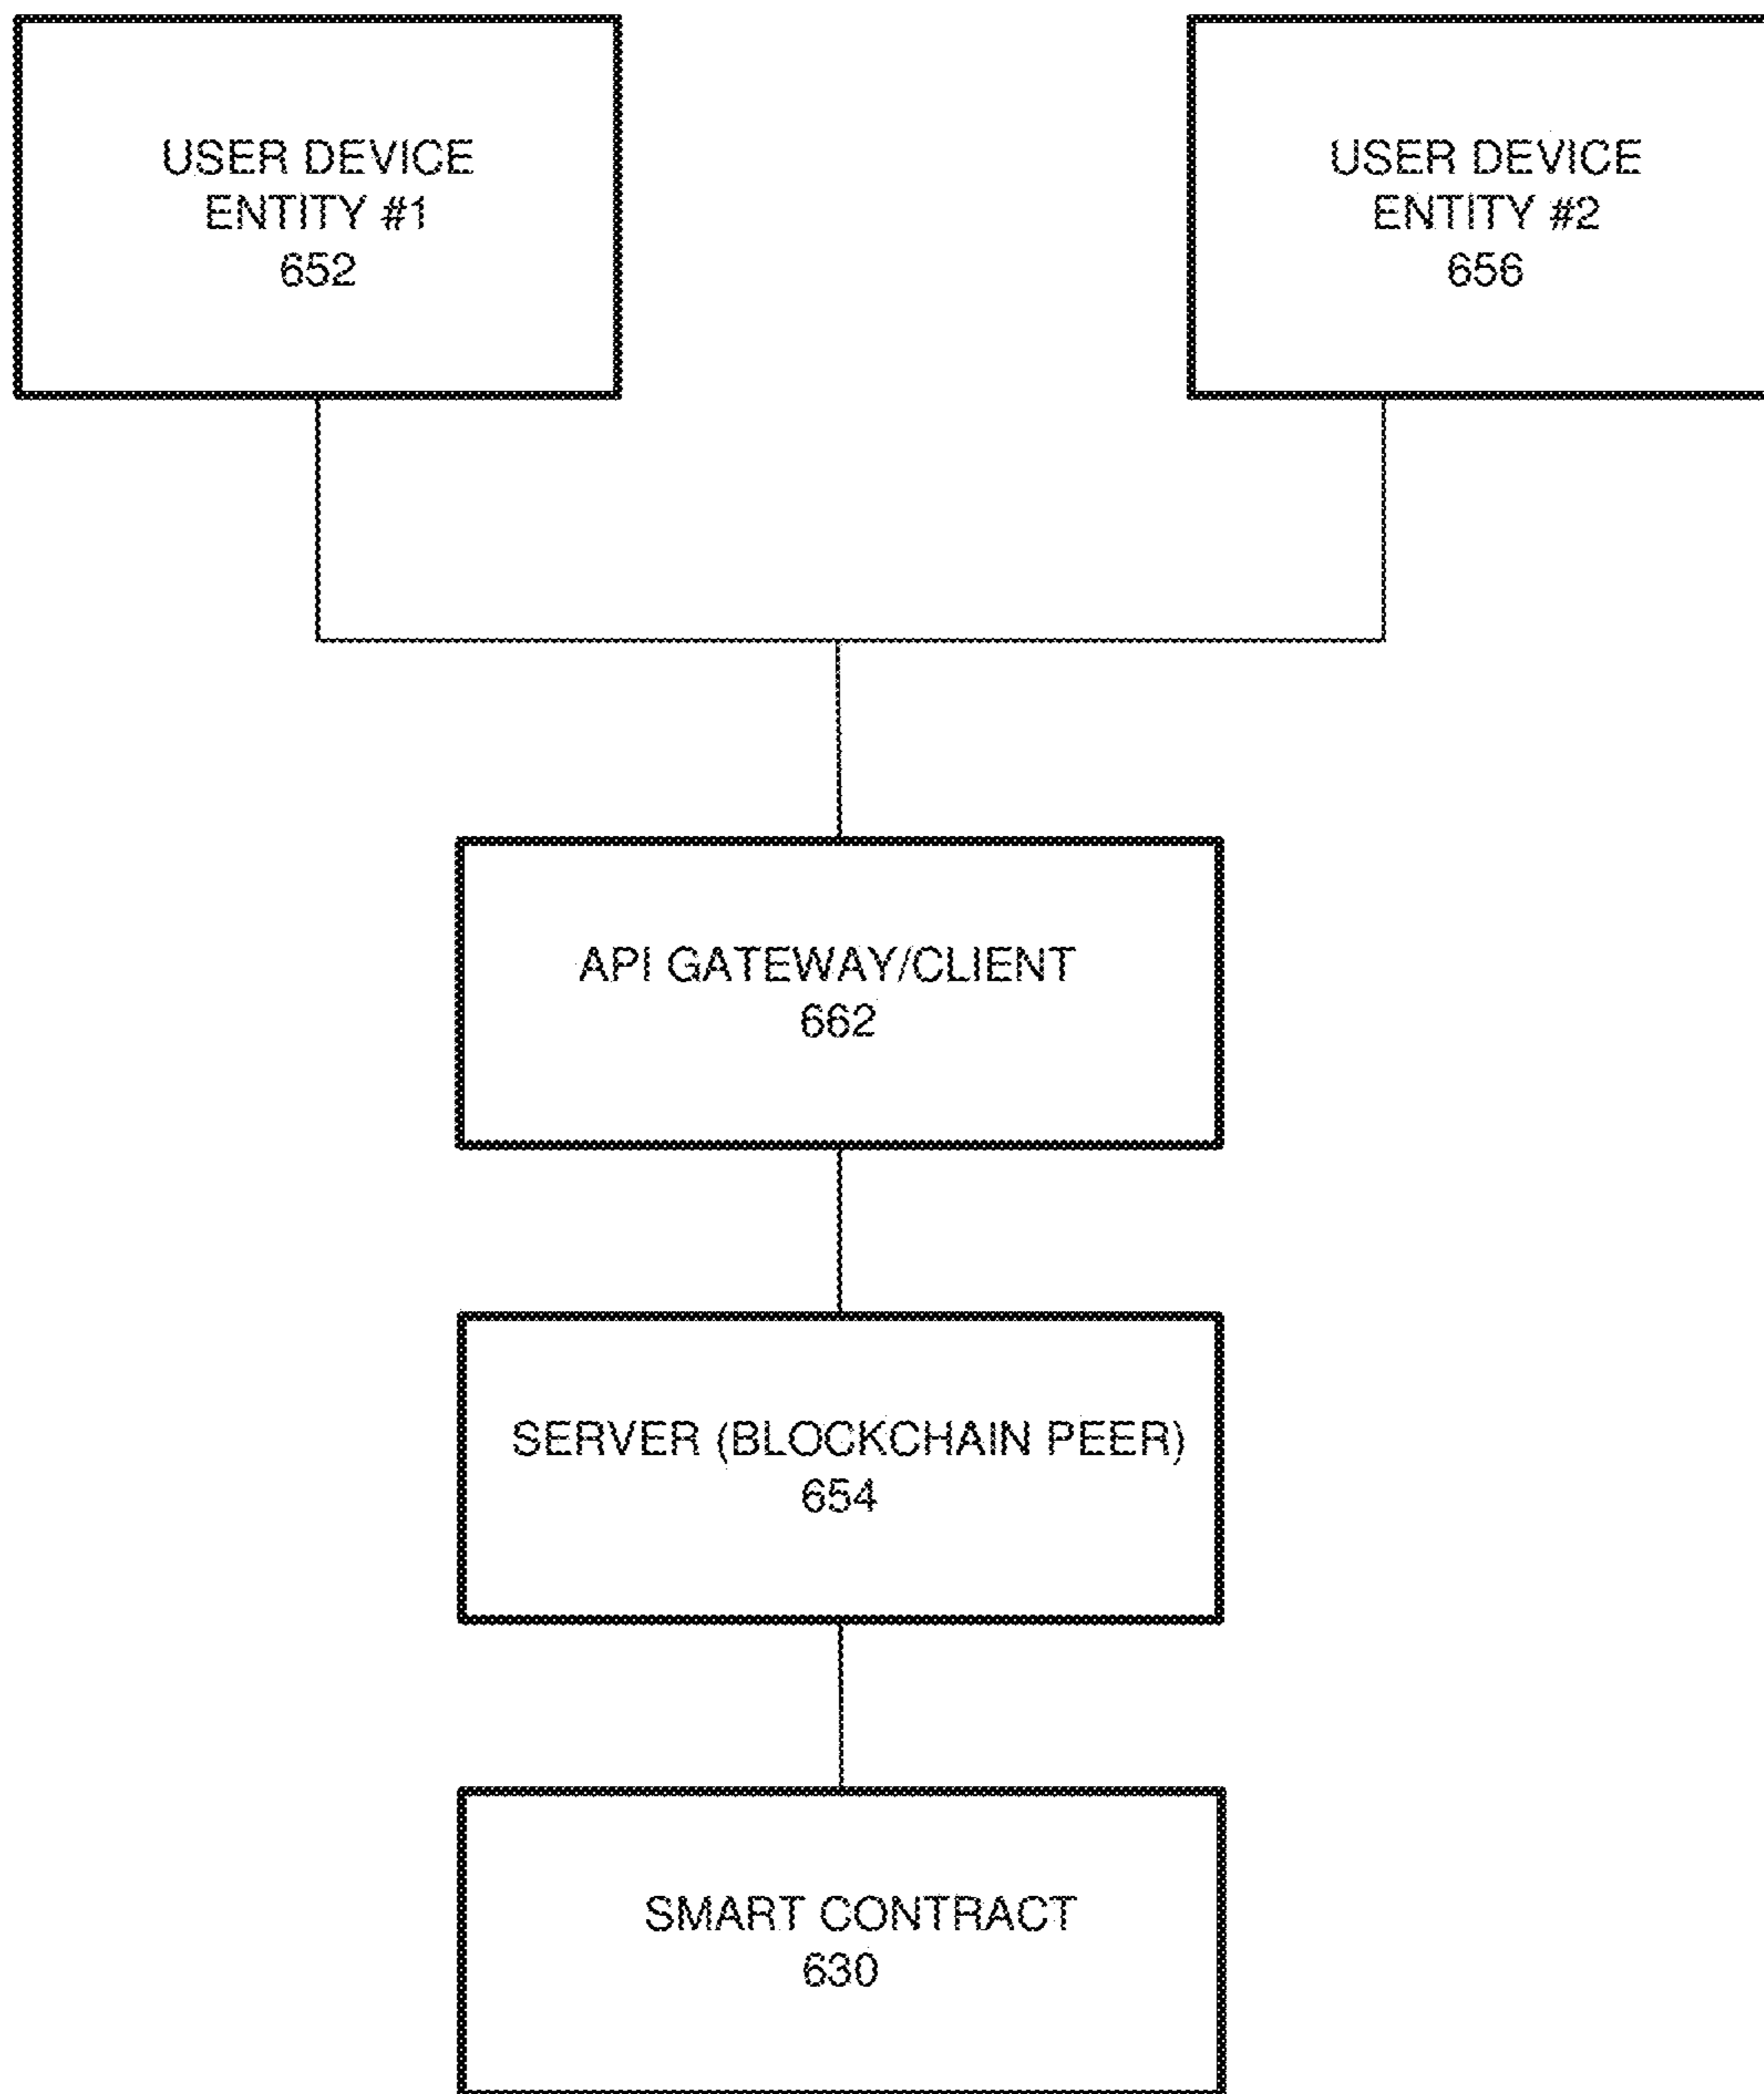 USER DEVICE
ENTITY #1
652
USER DEVICE
ENTITY #2
656
API GATEWAY/CLIENT
662
SERVER (BLOCKCHAIN PEER)
654
SMART CONTRACT
630